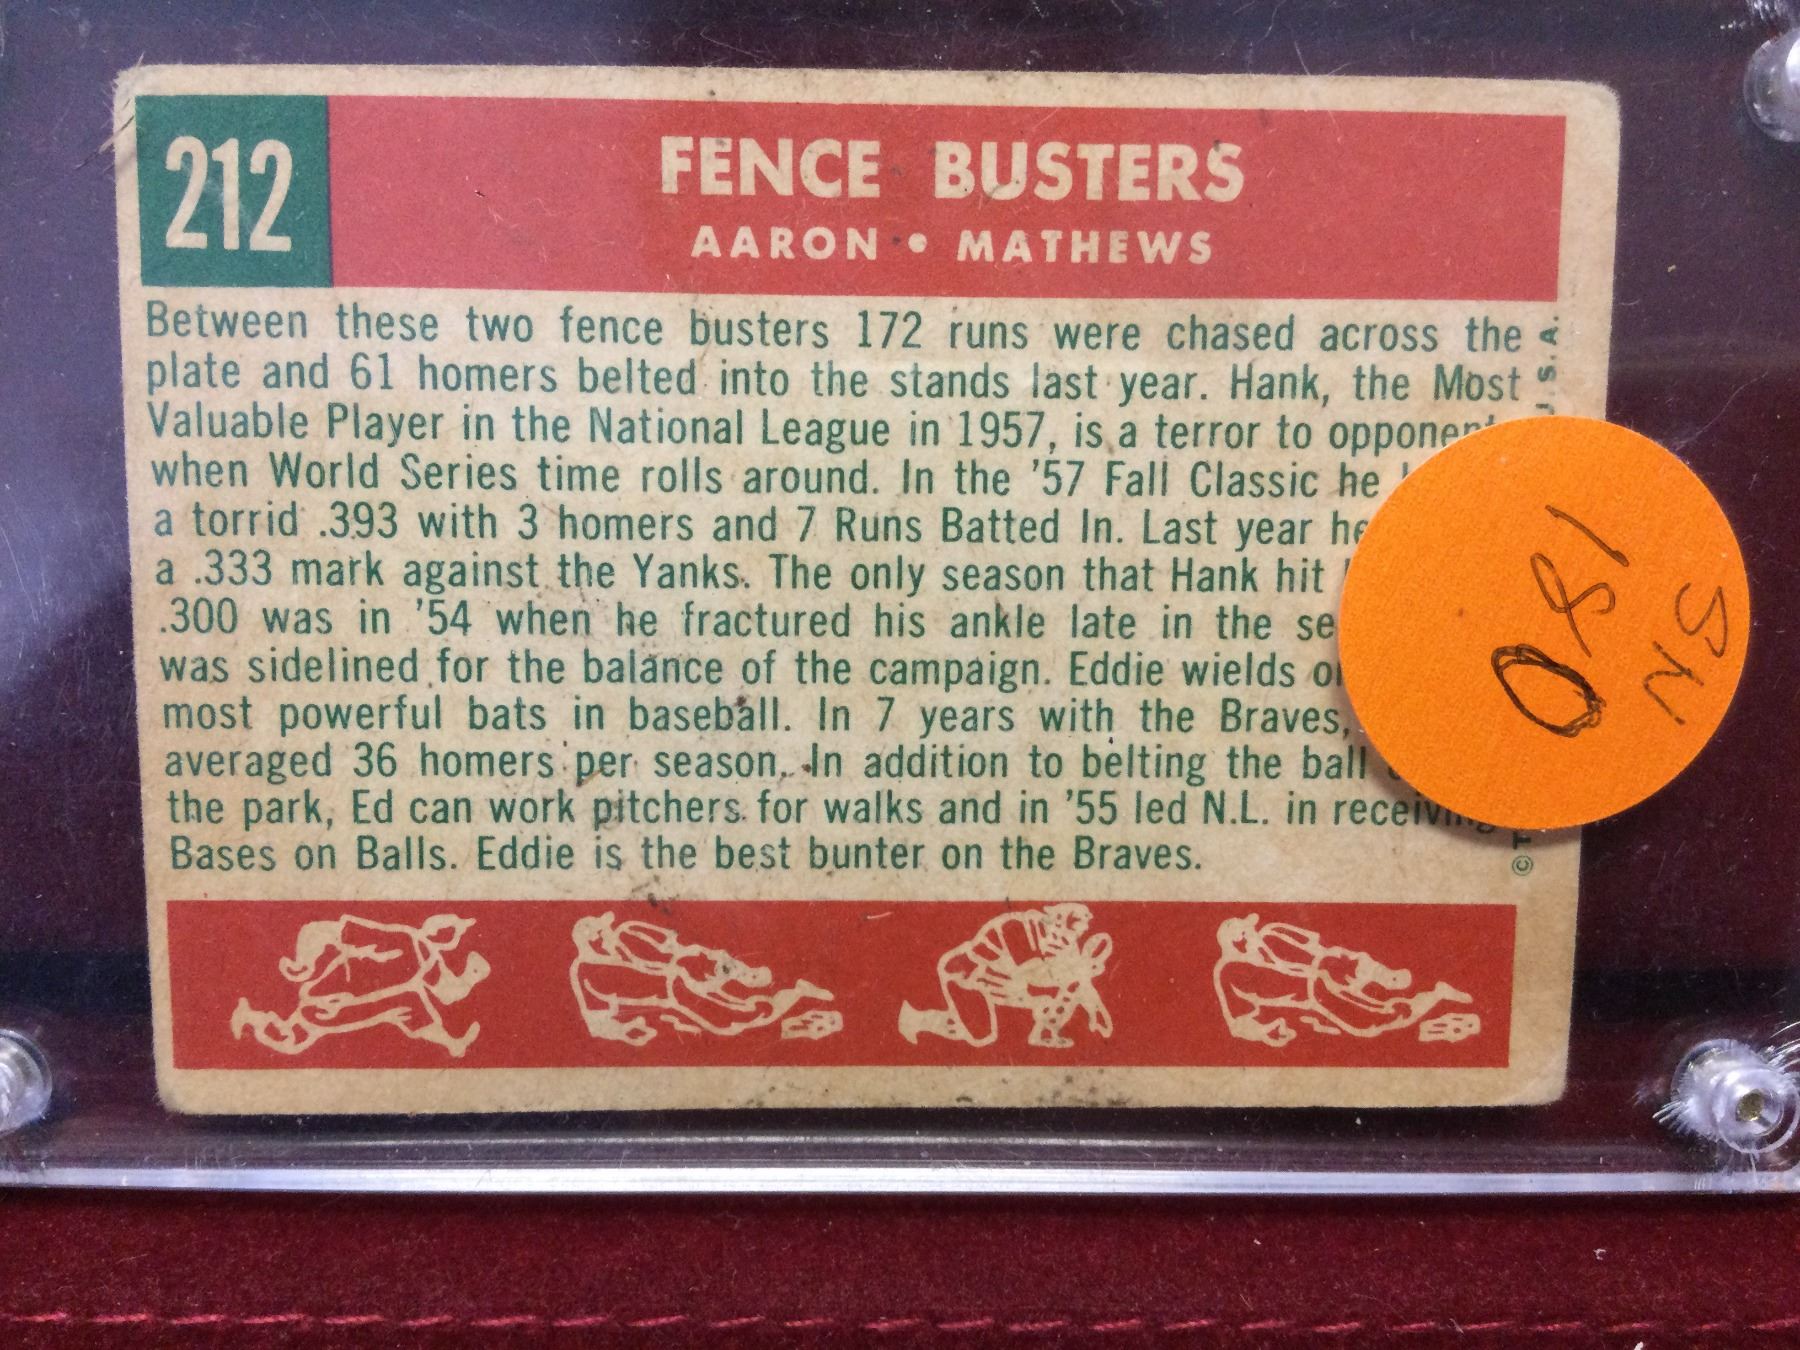 212
FENCE BUSTERS
AARON • MATHEWS
Between these two fence busters 172 runs were chased across the
plate and 61 homers belted into the stands last year. Hank, the Most
Valuable Player in the National League in 1957, is a terror to
when World Series time rolls around. In the '57 Fall Classic he
a torrid .393 with 3 homers and 7 Runs Batted In. Last year he
a .333 mark against the Yanks. The only season that Hank hit
.300 was in '54 when he fractured his ankle late in the
was sidelined for the balance of the campaign. Eddie wields
most powerful bats in baseball. In 7 years with the Braves,
averaged 36 homers per season. In addition to belting the ball
the park, Ed can work pitchers for walks and in '55 led N.L. in receiving
Bases on Balls. Eddie is the best bunter on the Braves.
U.S.A.
©
180
SN